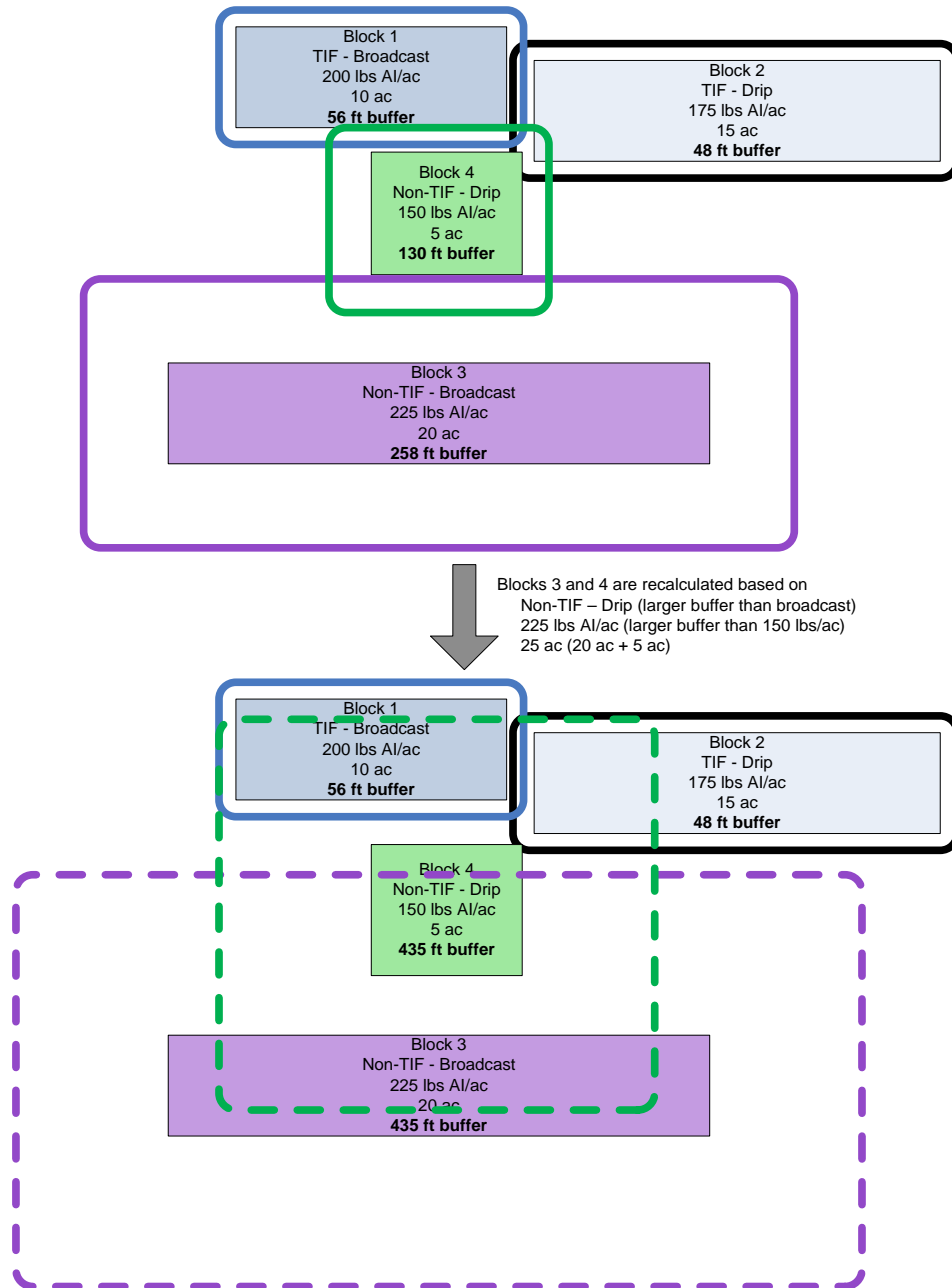 Block 1
TIF - Broadcast
200 lbs AI/ac
10 ac
56 ft buffer
Block 2
TIF - Drip
175 lbs AI/ac
15 ac
48 ft buffer
Block 4
Non-TIF - Drip
150 lbs AI/ac
5 ac
130 ft buffer
Block 3
Non-TIF - Broadcast
225 lbs AI/ac
20 ac
258 ft buffer
Blocks 3 and 4 are recalculated based on
Non-TIF – Drip (larger buffer than broadcast)
225 lbs AI/ac (larger buffer than 150 lbs/ac)
25 ac (20 ac + 5 ac)
Block 1
TIF - Broadcast
200 lbs AI/ac
10 ac
56 ft buffer
Block 2
TIF - Drip
175 lbs AI/ac
15 ac
48 ft buffer
Block 4
Non-TIF - Drip
150 lbs AI/ac
5 ac
435 ft buffer
Block 3
Non-TIF - Broadcast
225 lbs AI/ac
20 ac
435 ft buffer